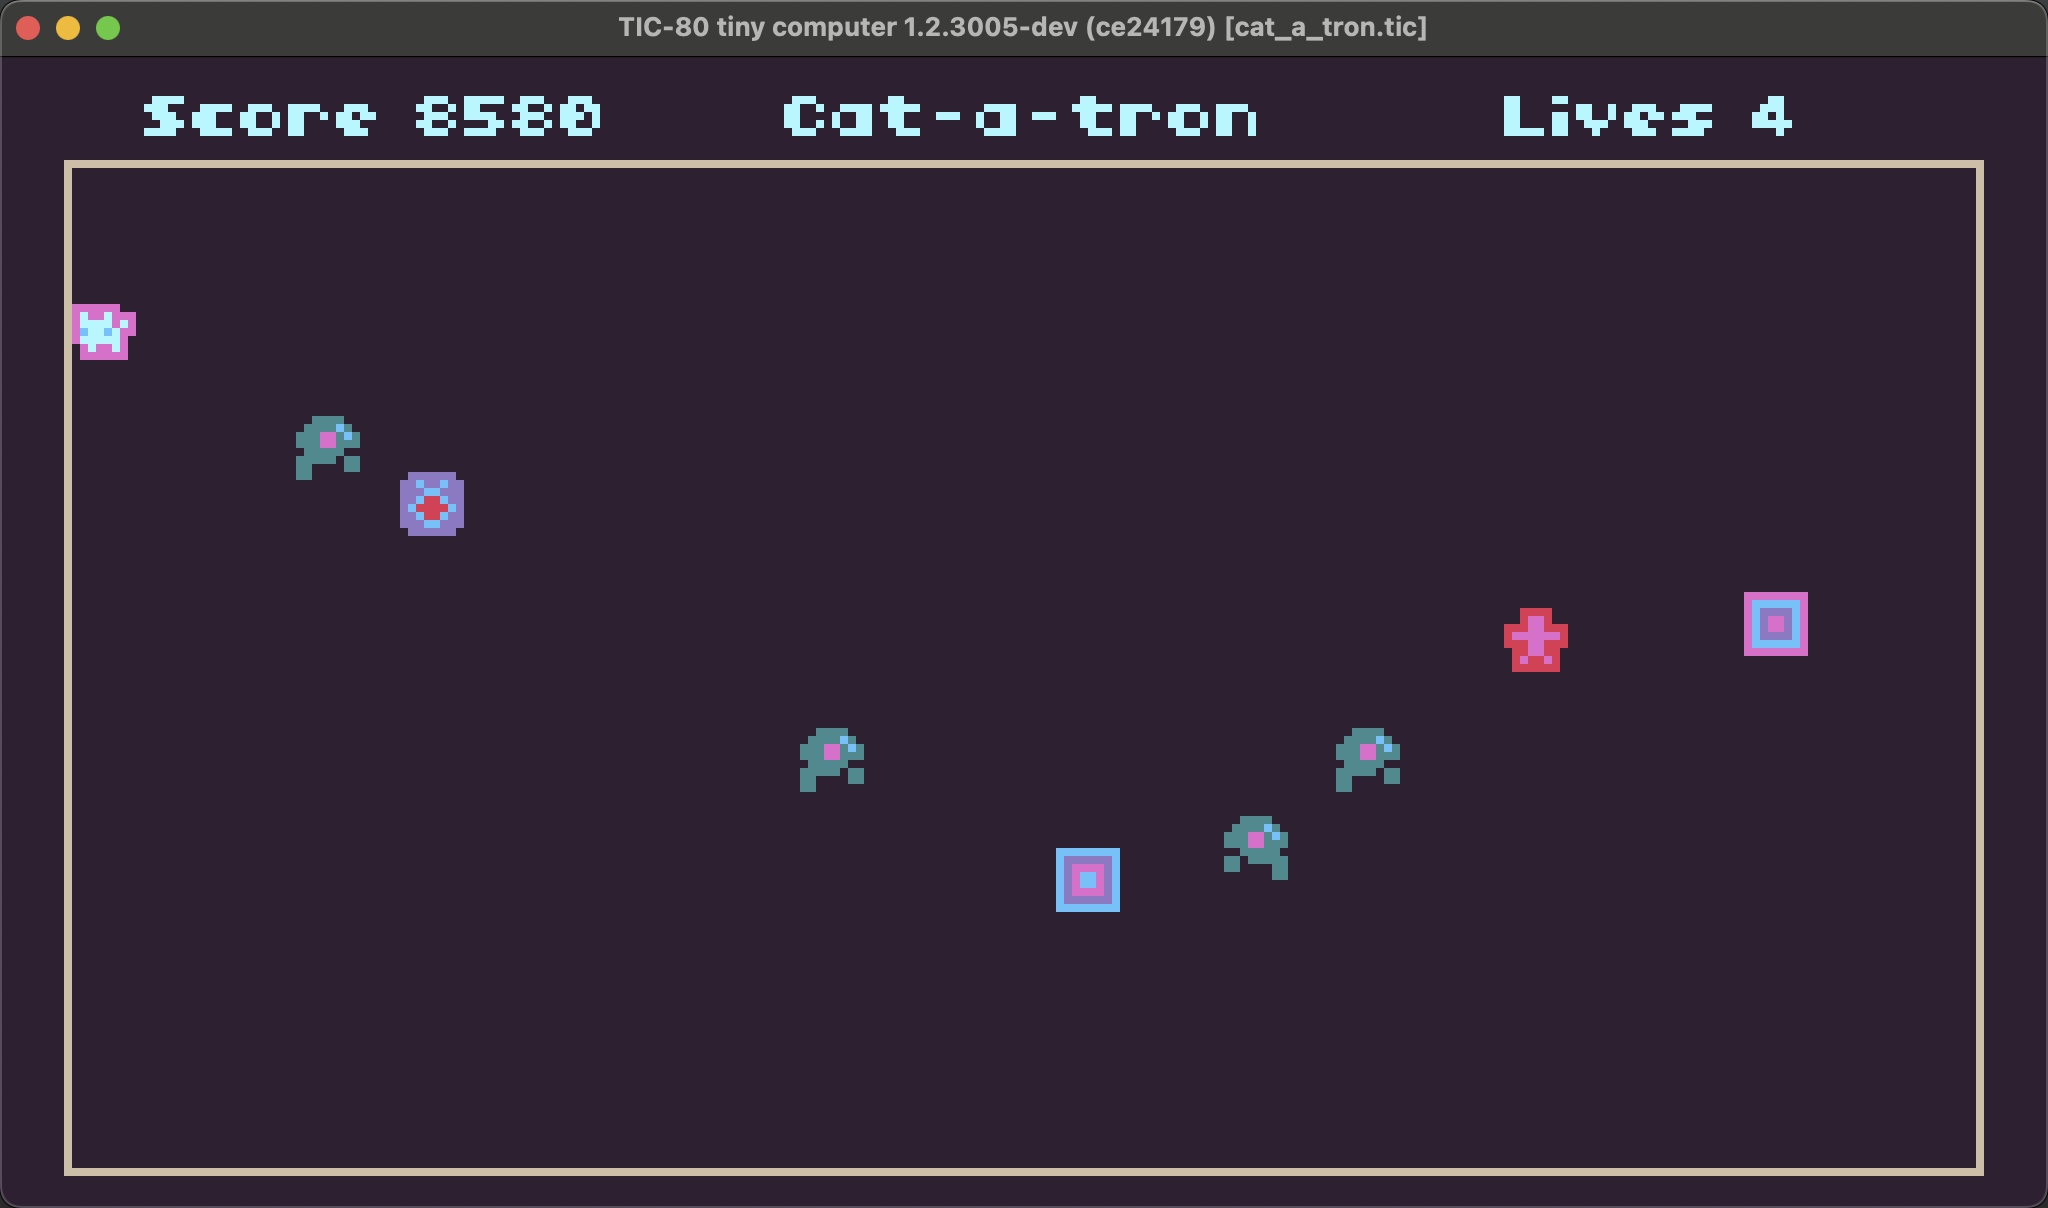 TIC-80 tiny computer 1.2.3005-dev (ce24179) [cat_a_tron.tic]
Score 8580 Cat-a-tron Lives 4